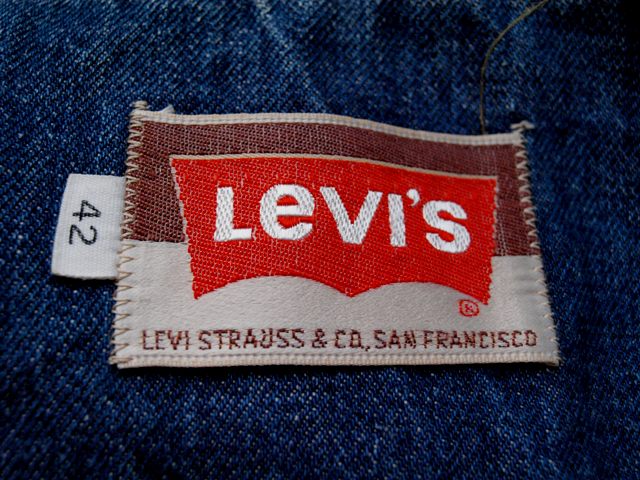 LEVI'S
®
LEVI STRAUSS & CO, SAN FRANCISCO
42